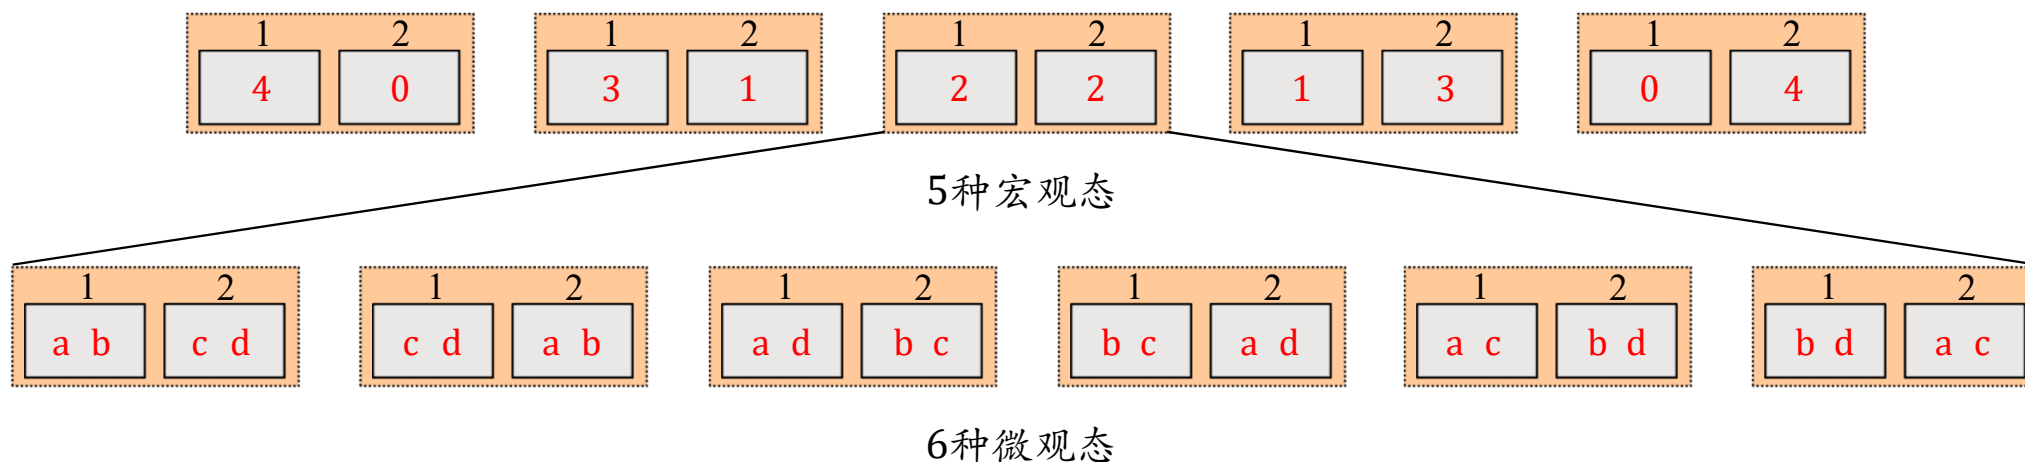 1 2 1 2 1 2 1 2 1 2
4 0 3 1 2 2 1 3 0 4
5种宏观态
1 2 1 2 1 2 1 2 1 2 1 2
a b c d c d a b a d b c b c a d a c b d b d a c
6种微观态